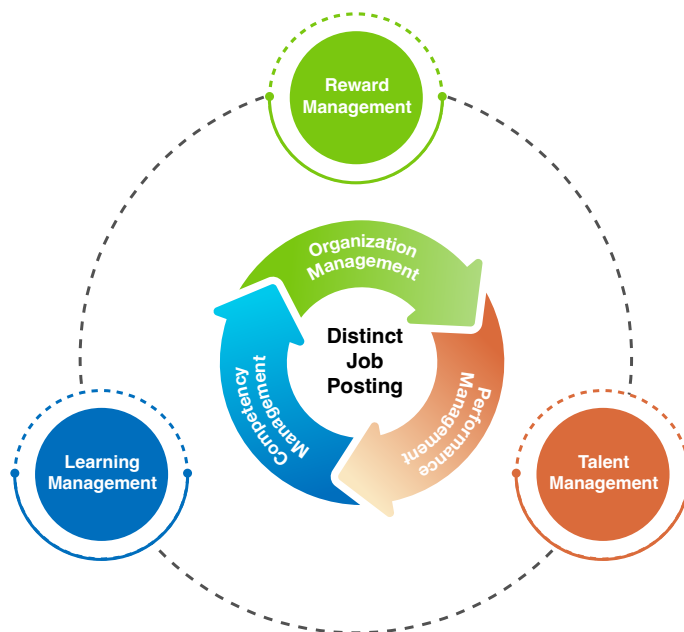 Reward
Management
Organization
Management
Distinct
Job
Posting
Performance
Management
Competency
Management
Learning
Management
Talent
Management